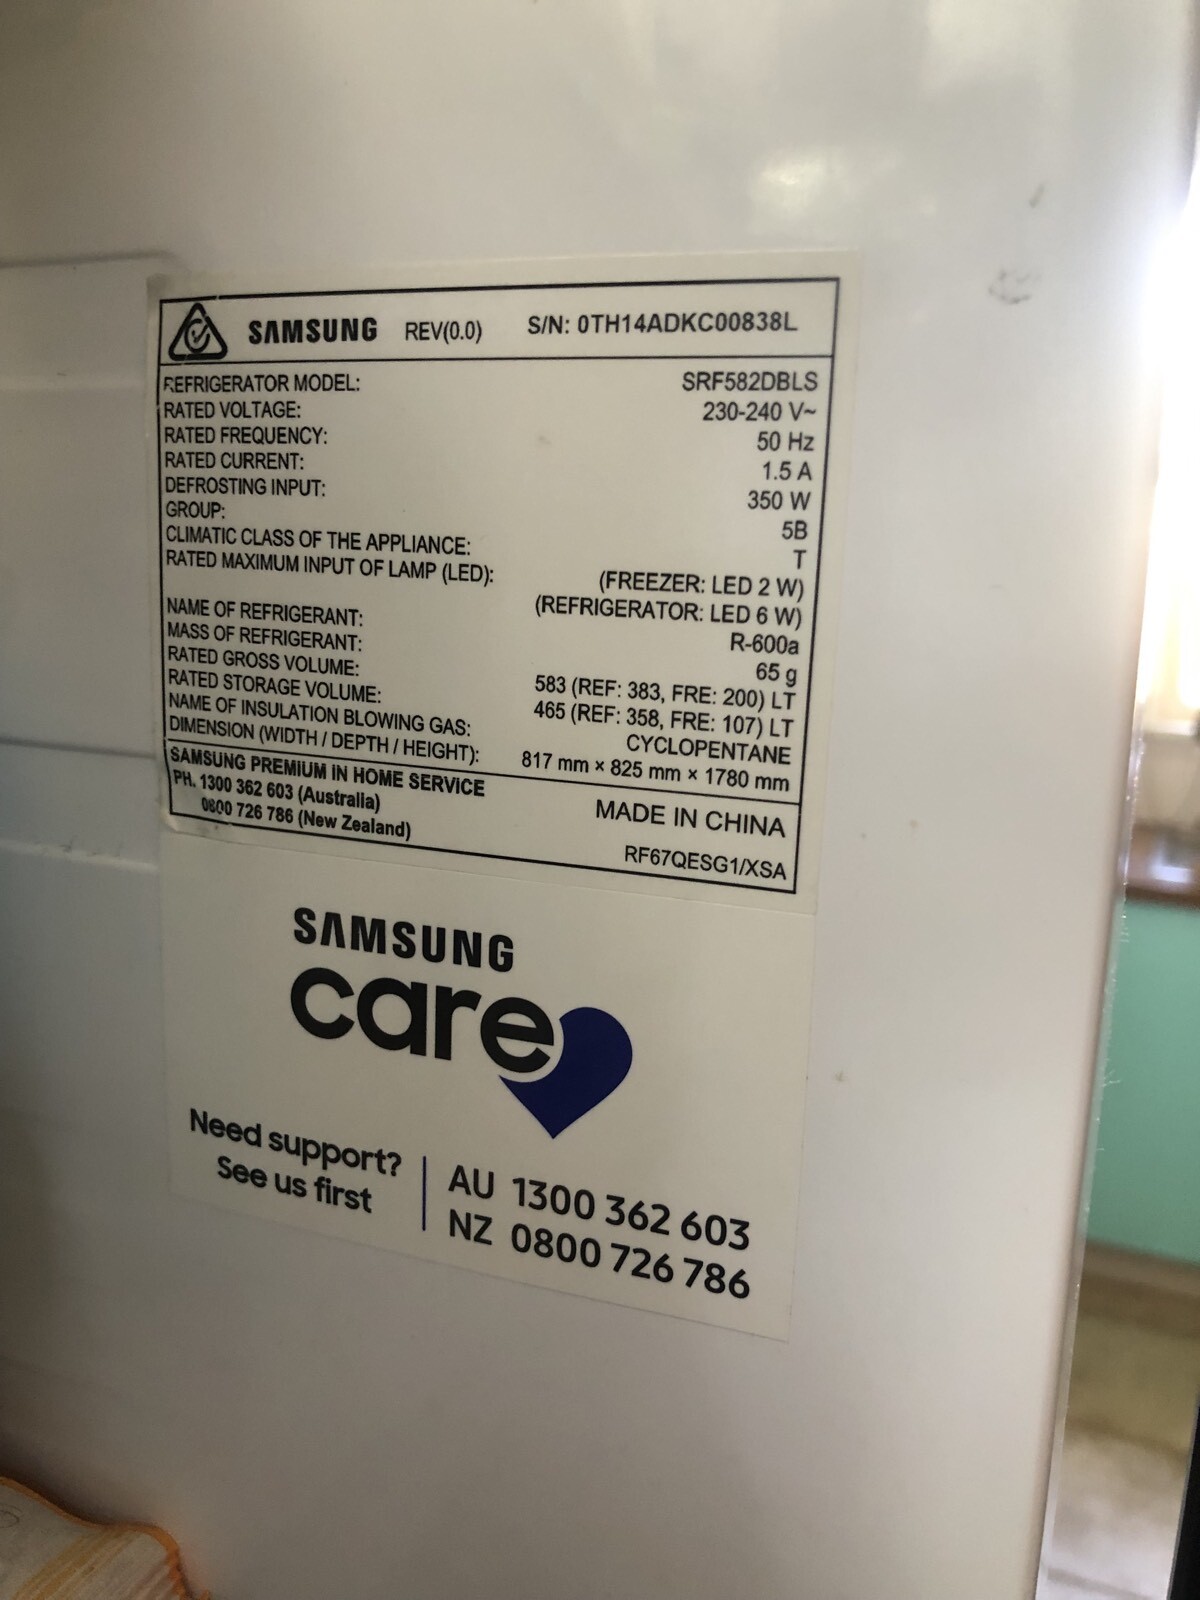 SAMSUNG REV(0.0) S/N: 0TH14ADKC00838L
REFRIGERATOR MODEL: SRF582DBLS
RATED VOLTAGE: 230-240 V~
RATED FREQUENCY: 50 Hz
RATED CURRENT: 1.5 A
DEFROSTING INPUT: 350 W
GROUP: 5B
CLIMATIC CLASS OF THE APPLIANCE: T
RATED MAXIMUM INPUT OF LAMP (LED): (FREEZER: LED 2 W)
(REFRIGERATOR: LED 6 W)
NAME OF REFRIGERANT: R-600a
MASS OF REFRIGERANT: 65 g
RATED GROSS VOLUME: 583 (REF: 383, FRE: 200) LT
RATED STORAGE VOLUME: 465 (REF: 358, FRE: 107) LT
NAME OF INSULATION BLOWING GAS: CYCLOPENTANE
DIMENSION (WIDTH / DEPTH / HEIGHT): 817 mm × 825 mm × 1780 mm
SAMSUNG PREMIUM IN HOME SERVICE
PH. 1300 362 603 (Australia)
0800 726 786 (New Zealand)
MADE IN CHINA
RF67QESG1/XSA
SAMSUNG
care
Need support?
See us first
AU 1300 362 603
NZ 0800 726 786